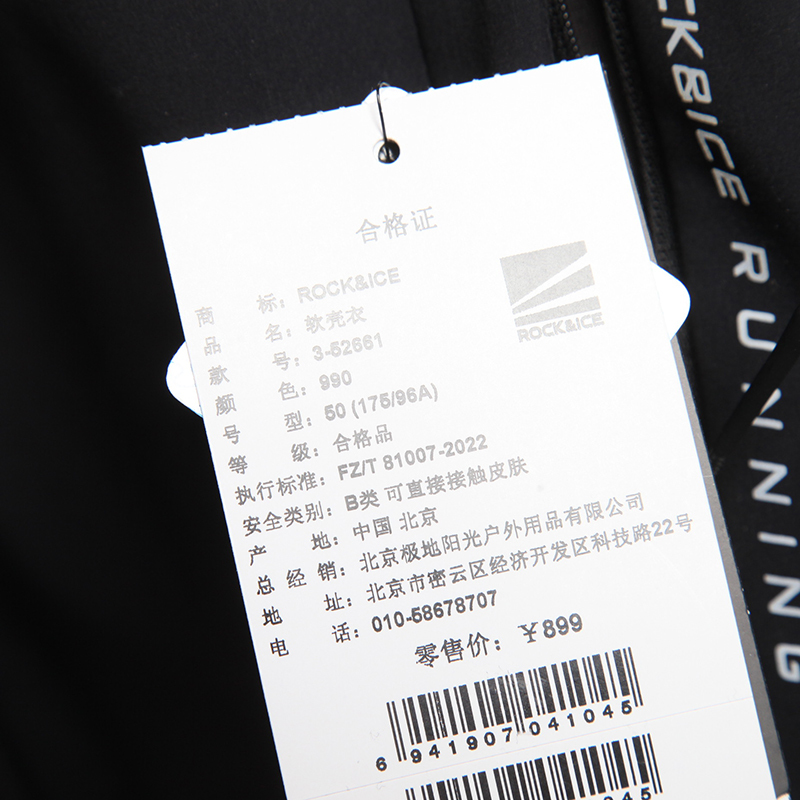 CK&ICE RUNNING
合格证
ROCK&ICE
商标：ROCK&ICE
品名：软壳衣
款号：3-52661
颜色：990
号型：50 (175/96A)
等级：合格品
执行标准：FZ/T 81007-2022
安全类别：B类 可直接接触皮肤
产地：中国 北京
总经销：北京极地阳光户外用品有限公司
地址：北京市密云区经济开发区科技路22号
电话：010-58678707
零售价：￥899
6 941907 041045
045